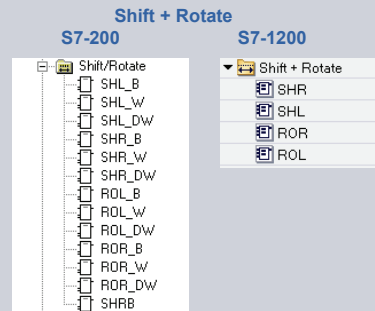 Shift + Rotate
S7-200
S7-1200
Shift/Rotate
SHL_B
SHL_W
SHL_DW
SHR_B
SHR_W
SHR_DW
ROL_B
ROL_W
ROL_DW
ROR_B
ROR_W
ROR_DW
SHRB
Shift + Rotate
SHR
SHL
ROR
ROL